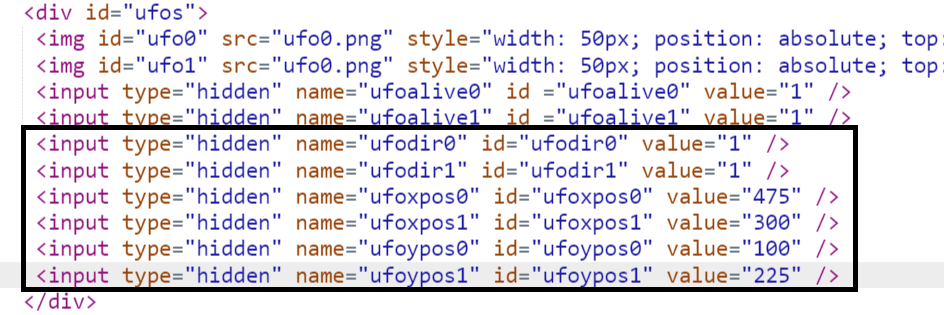 <div id="ufos">
<img id="ufo0" src="ufo0.png" style="width: 50px; position: absolute; top:
<img id="ufo1" src="ufo0.png" style="width: 50px; position: absolute; top:
<input type="hidden" name="ufoalive0" id ="ufoalive0" value="1" />
<input type="hidden" name="ufoalive1" id ="ufoalive1" value="1" />
<input type="hidden" name="ufodir0" id="ufodir0" value="1" />
<input type="hidden" name="ufodir1" id="ufodir1" value="1" />
<input type="hidden" name="ufoxpos0" id="ufoxpos0" value="475" />
<input type="hidden" name="ufoxpos1" id="ufoxpos1" value="300" />
<input type="hidden" name="ufoypos0" id="ufoypos0" value="100" />
<input type="hidden" name="ufoypos1" id="ufoypos1" value="225" />
</div>